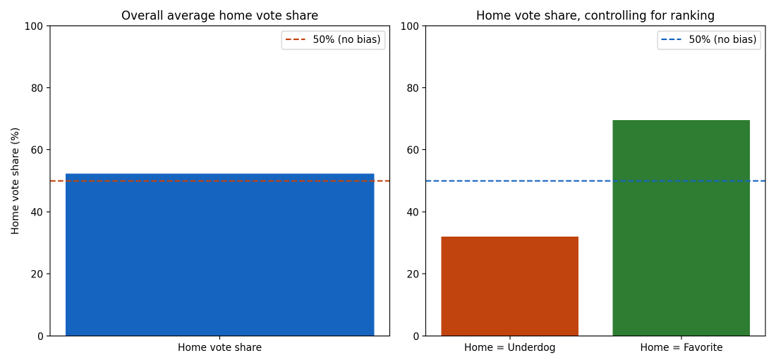 Overall average home vote share
50% (no bias)
Home vote share (%)
100
80
60
40
20
0
Home vote share
Home vote share, controlling for ranking
50% (no bias)
100
80
60
40
20
0
Home = Underdog
Home = Favorite